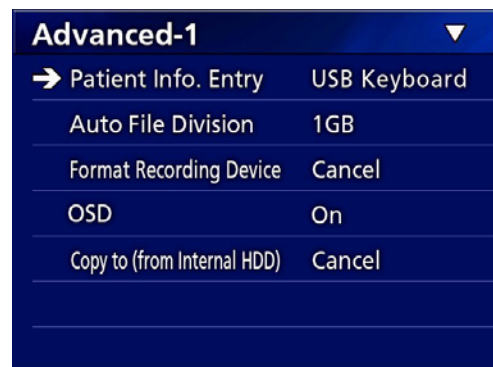 Advanced-1
Patient Info. Entry USB Keyboard
Auto File Division 1GB
Format Recording Device Cancel
OSD On
Copy to (from Internal HDD) Cancel